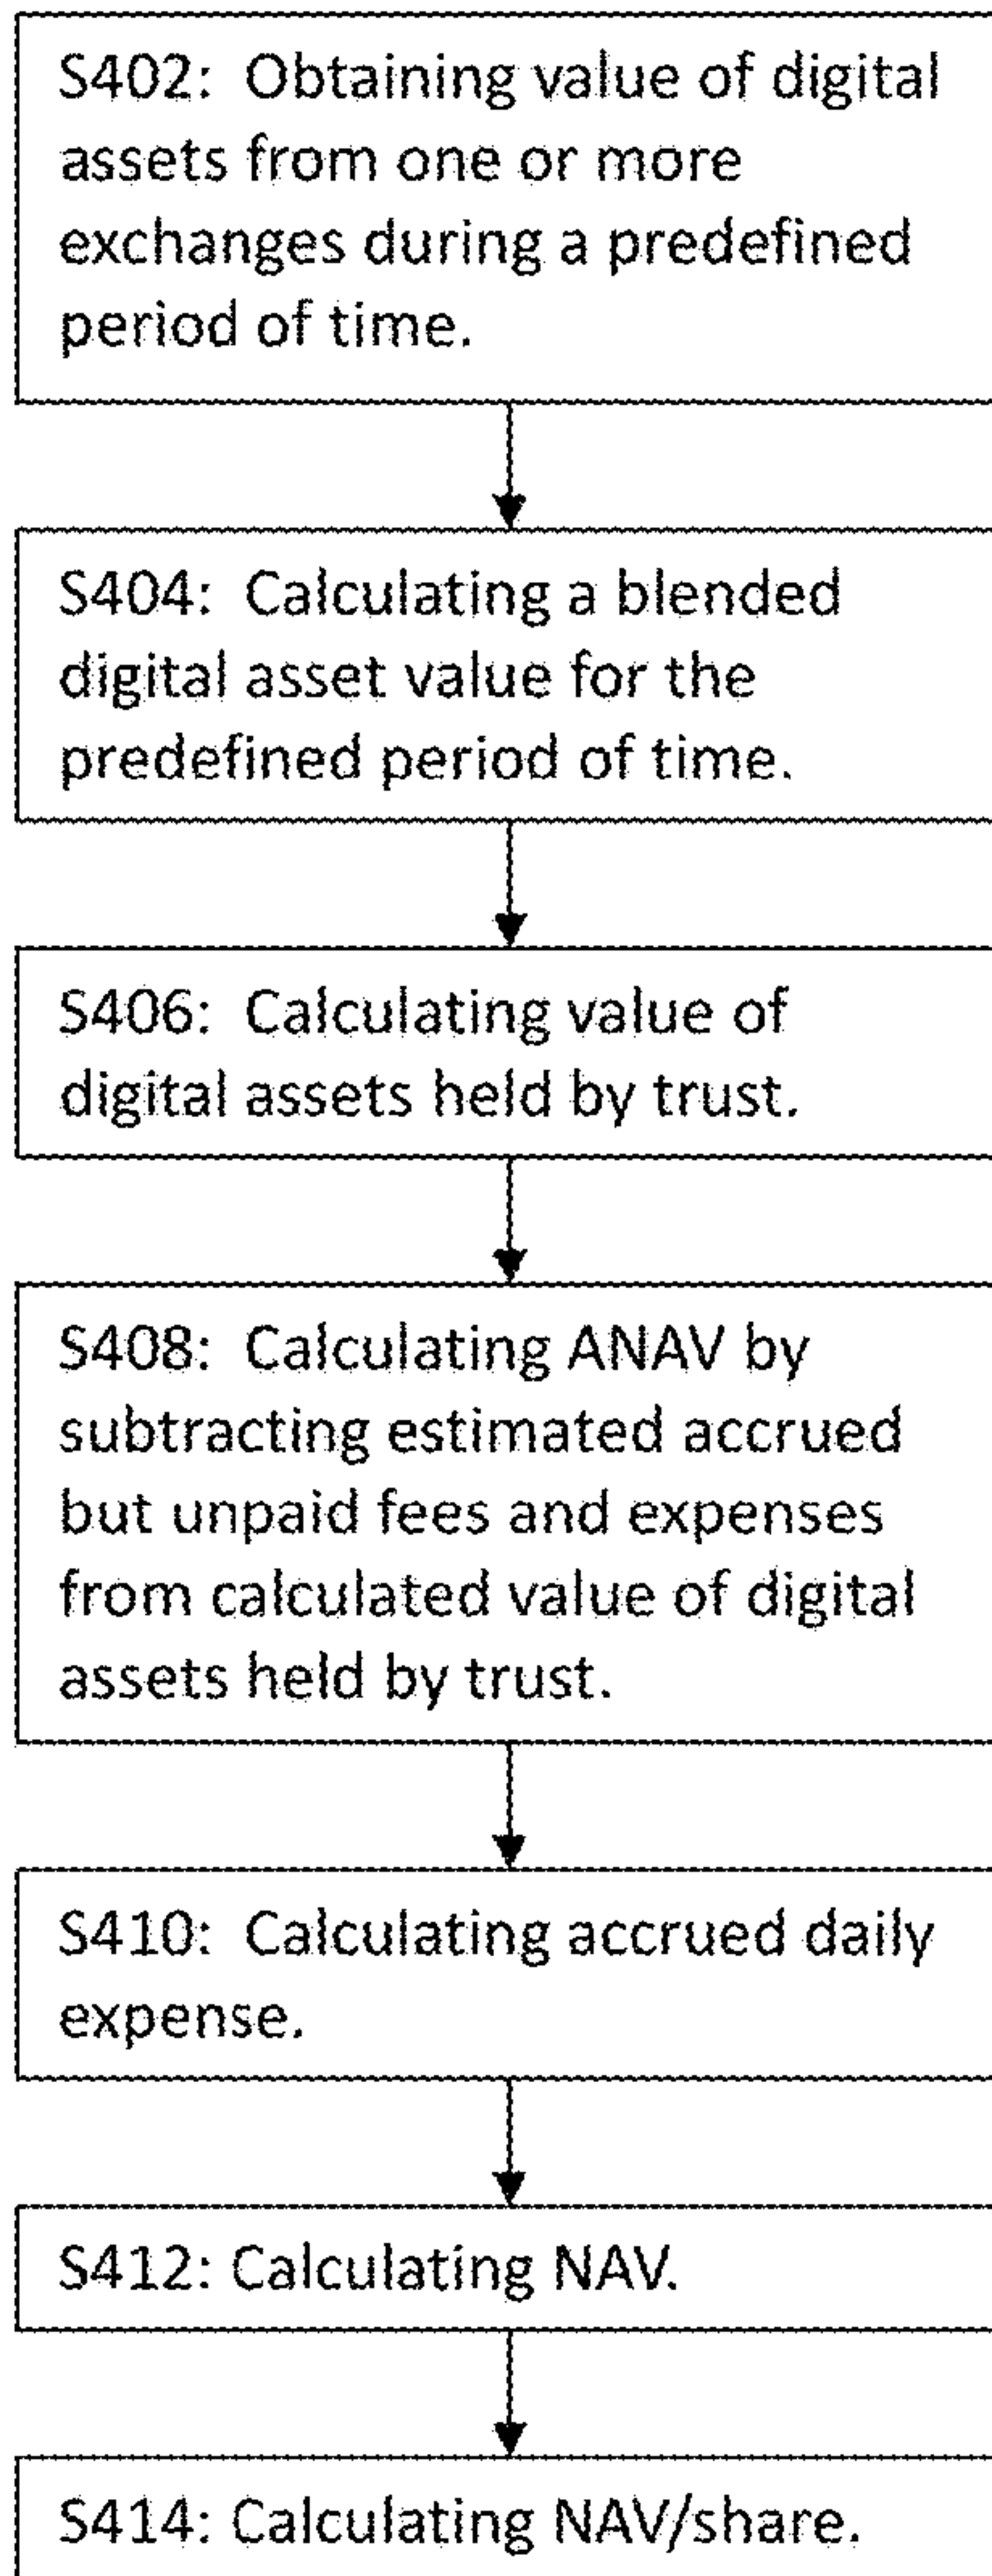 S402: Obtaining value of digital
assets from one or more
exchanges during a predefined
period of time.
S404: Calculating a blended
digital asset value for the
predefined period of time.
S406: Calculating value of
digital assets held by trust.
S408: Calculating ANAV by
subtracting estimated accrued
but unpaid fees and expenses
from calculated value of digital
assets held by trust.
S410: Calculating accrued daily
expense.
S412: Calculating NAV.
S414: Calculating NAV/share.